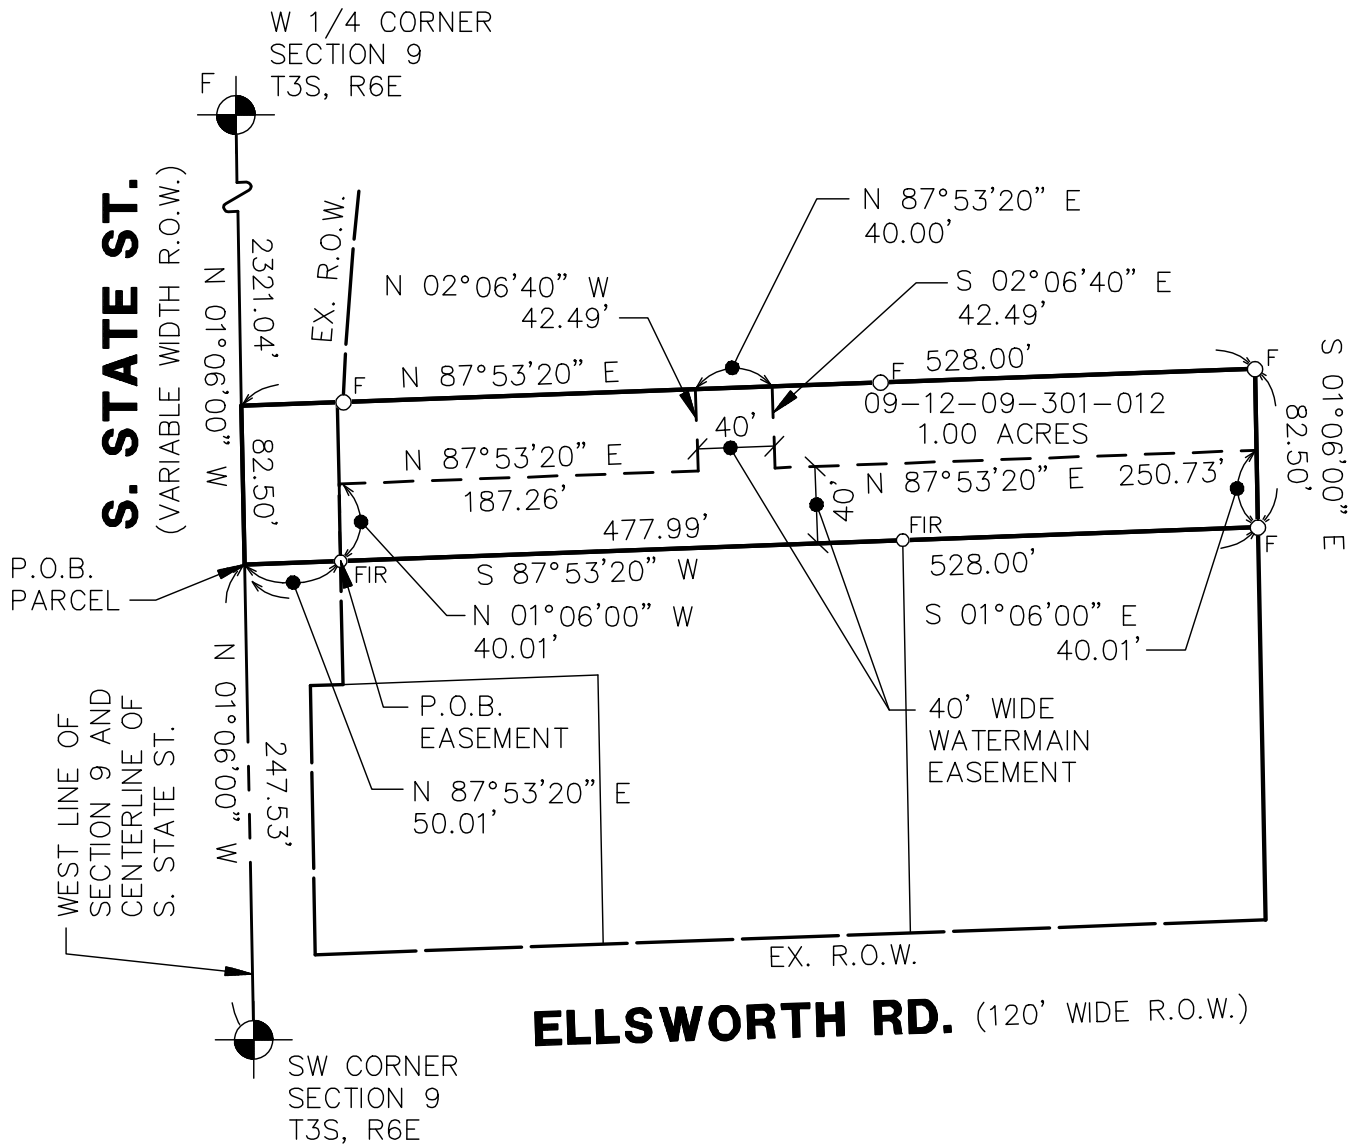 W 1/4 CORNER
SECTION 9
T3S, R6E
F
S. STATE ST.
(VARIABLE WIDTH R.O.W.)
N 01°06'00" W
2321.04'
EX. R.O.W.
N 87°53'20" E
40.00'
N 02°06'40" W
42.49'
S 02°06'40" E
42.49'
F
N 87°53'20" E
F
528.00'
F
S 01°06'00" E
82.50'
09-12-09-301-012
1.00 ACRES
40'
82.50'
N 87°53'20" E
187.26'
40'
N 87°53'20" E
250.73'
477.99'
FIR
F
P.O.B.
PARCEL
FIR
S 87°53'20" W
528.00'
N 01°06'00" W
40.01'
S 01°06'00" E
40.01'
N 01°06'00" W
247.53'
P.O.B.
EASEMENT
40' WIDE
WATERMAIN
EASEMENT
N 87°53'20" E
50.01'
WEST LINE OF
SECTION 9 AND
CENTERLINE OF
S. STATE ST.
EX. R.O.W.
ELLSWORTH RD. (120' WIDE R.O.W.)
SW CORNER
SECTION 9
T3S, R6E